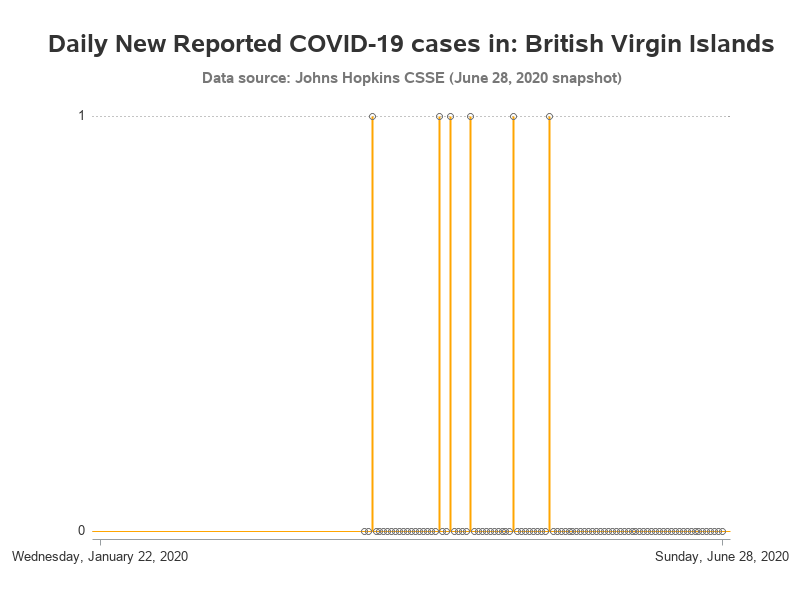 Daily New Reported COVID-19 cases in: British Virgin Islands
Data source: Johns Hopkins CSSE (June 28, 2020 snapshot)
1
0
Wednesday, January 22, 2020
Sunday, June 28, 2020